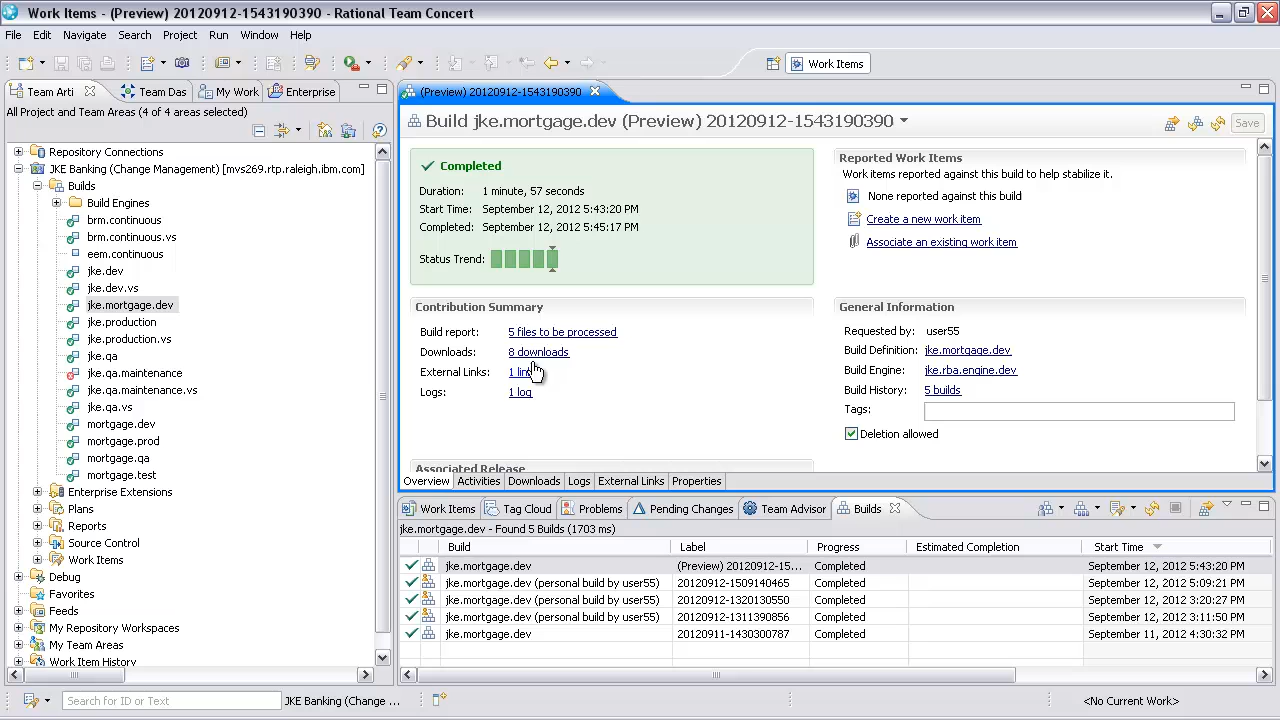 Work Items - (Preview) 20120912-1543190390 - Rational Team Concert
File Edit Navigate Search Project Run Window Help
Work Items
Team Arti
Team Das
My Work
Enterprise
All Project and Team Areas (4 of 4 areas selected)
Repository Connections
JKE Banking (Change Management) [mvs269.rtp.raleigh.ibm.com]
Builds
Build Engines
brm.continuous
brm.continuous.vs
eem.continuous
jke.dev
jke.dev.vs
jke.mortgage.dev
jke.production
jke.production.vs
jke.qa
jke.qa.maintenance
jke.qa.maintenance.vs
jke.qa.vs
mortgage.dev
mortgage.prod
mortgage.qa
mortgage.test
Enterprise Extensions
Plans
Reports
Source Control
Work Items
Debug
Favorites
Feeds
My Repository Workspaces
My Team Areas
Work Item History
(Preview) 20120912-1543190390
Build jke.mortgage.dev (Preview) 20120912-1543190390
Save
Completed
Duration: 1 minute, 57 seconds
Start Time: September 12, 2012 5:43:20 PM
Completed: September 12, 2012 5:45:17 PM
Status Trend:
Reported Work Items
Work items reported against this build to help stabilize it.
None reported against this build
Create a new work item
Associate an existing work item
Contribution Summary
Build report: 5 files to be processed
Downloads: 8 downloads
External Links: 1
Logs: 1 log
General Information
Requested by: user55
Build Definition: jke.mortgage.dev
Build Engine: jke.rba.engine.dev
Build History: 5 builds
Tags:
Deletion allowed
Associated Release
Overview Activities Downloads Logs External Links Properties
Work Items Tag Cloud Problems Pending Changes Team Advisor Builds
jke.mortgage.dev - Found 5 Builds (1703 ms)
Build Label Progress Estimated Completion Start Time
jke.mortgage.dev (Preview) 20120912-15... Completed September 12, 2012 5:43:20 PM
jke.mortgage.dev (personal build by user55) 20120912-1509140465 Completed September 12, 2012 5:09:21 PM
jke.mortgage.dev (personal build by user55) 20120912-1320130550 Completed September 12, 2012 3:20:27 PM
jke.mortgage.dev (personal build by user55) 20120912-1311390856 Completed September 12, 2012 3:11:50 PM
jke.mortgage.dev 20120911-1430300787 Completed September 11, 2012 4:30:32 PM
Search for ID or Text
JKE Banking (Change ...
<No Current Work>